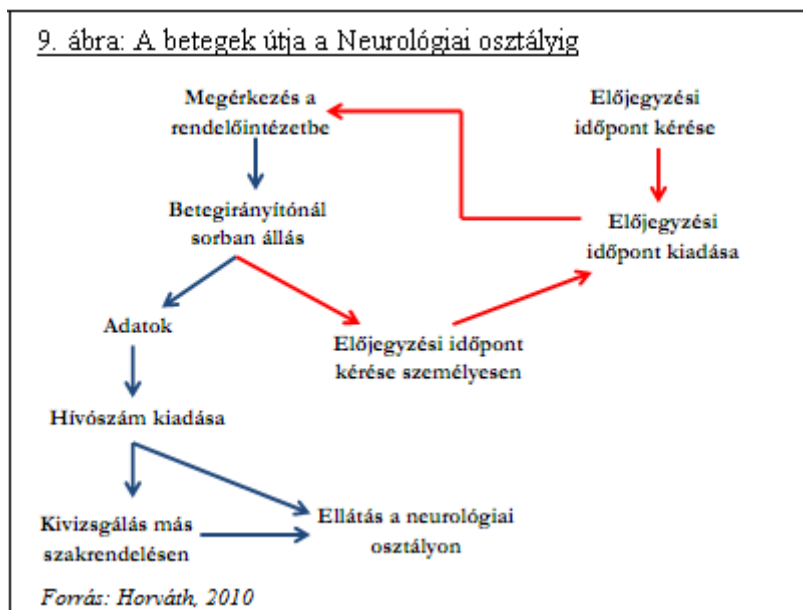 9. ábra: A betegek útja a Neurológiai osztályig
Megérkezés a
rendelőintézetbe
Előjegyzési
időpont kérése
Betegirányítónál
sorban állás
Előjegyzési
időpont kiadása
Adatok
Előjegyzési időpont
kérése személyesen
Hívószám kiadása
Kivizsgálás más
szakrendelésen
Ellátás a neurológiai
osztályon
Forrás: Horváth, 2010